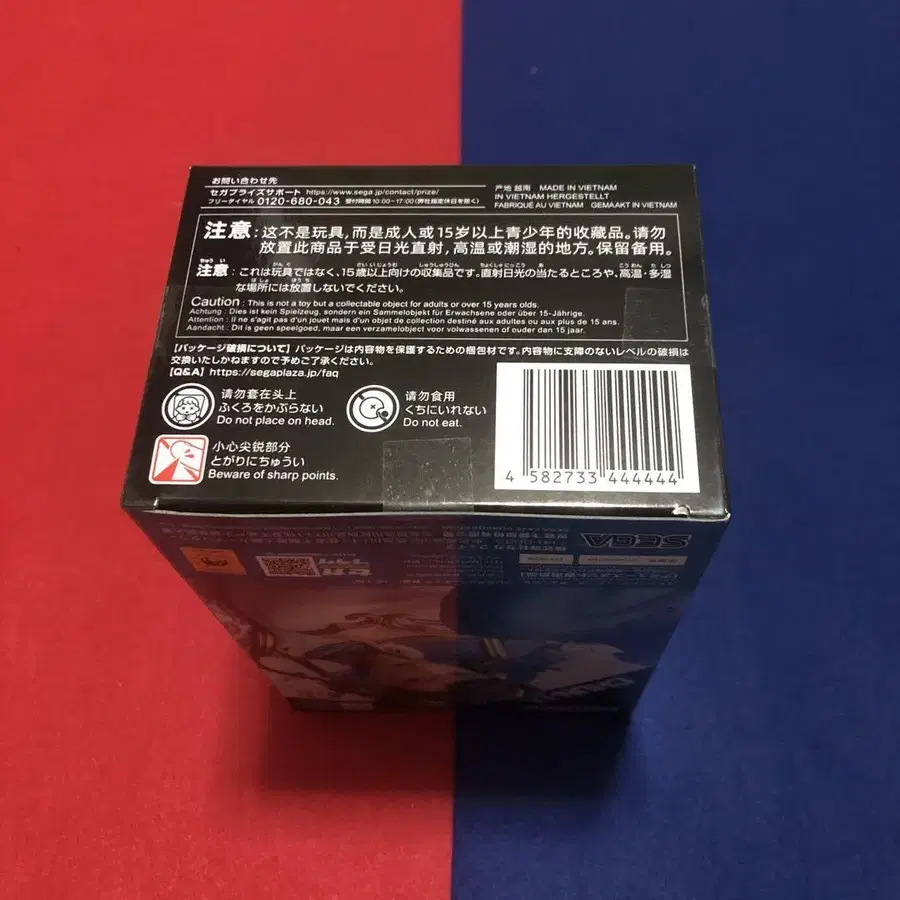 お問い合わせ先
セガプライズサポート https://www.sega.jp/contact/prize/
フリーダイヤル 0120-680-043 受付時間 10:00~17:00(弊社指定休日を除く)
产地 越南 MADE IN VIETNAM
IN VIETNAM HERGESTELLT
FABRIQUÉ AU VIETNAM GEMAAKT IN VIETNAM
注意：这不是玩具，而是成人或15岁以上青少年的收藏品。请勿
放置此商品于受日光直射，高温或潮湿的地方。保留备用。
注意：これは玩具ではなく、15歳以上向けの収集品です。直射日光の当たるところや、高温・多湿
な場所には放置しないでください。
Caution : This is not a toy but a collectable object for adults or over 15 years olds.
Achtung : Dies ist kein Spielzeug, sondern ein Sammelobjekt für Erwachsene oder über 15-Jährige.
Attention : Il ne s'agit pas d'un jouet mais d'un objet de collection destiné aux adultes ou aux plus de 15 ans.
Aandacht : Dit is geen speelgoed, maar een verzamelobject voor volwassenen of ouder dan 15 jaar.
【パッケージ破損について】パッケージは内容物を保護するための梱包材です。内容物に支障のないレベルの破損は
交換いたしかねますので予めご了承ください。
【Q&A】https://segaplaza.jp/faq
请勿套在头上
ふくろをかぶらない
Do not place on head.
请勿食用
くちにいれない
Do not eat.
小心尖锐部分
とがりにちゅうい
Beware of sharp points.
4 582733 444444
SEGA